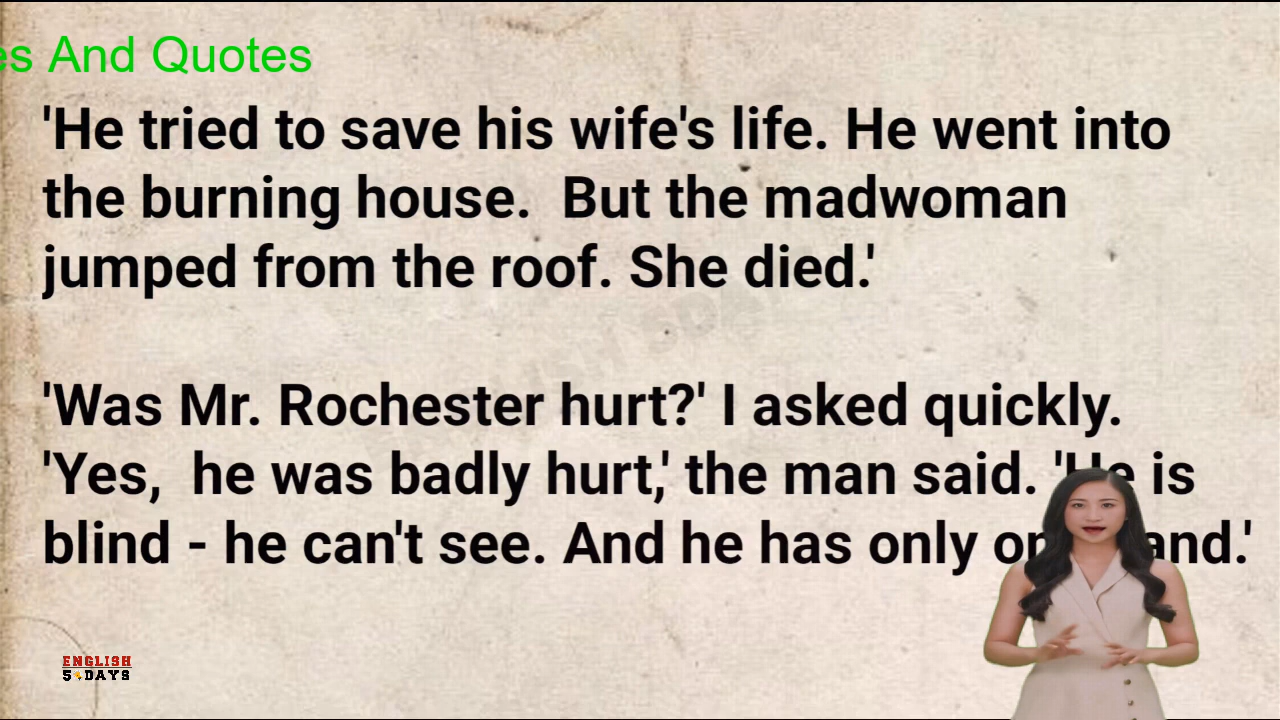 es And Quotes
'He tried to save his wife's life. He went into
the burning house. But the madwoman
jumped from the roof. She died.'
'Was Mr. Rochester hurt?' I asked quickly.
'Yes, he was badly hurt,' the man said. 'He is
blind - he can't see. And he has only
ENGLISH
5 DAYS